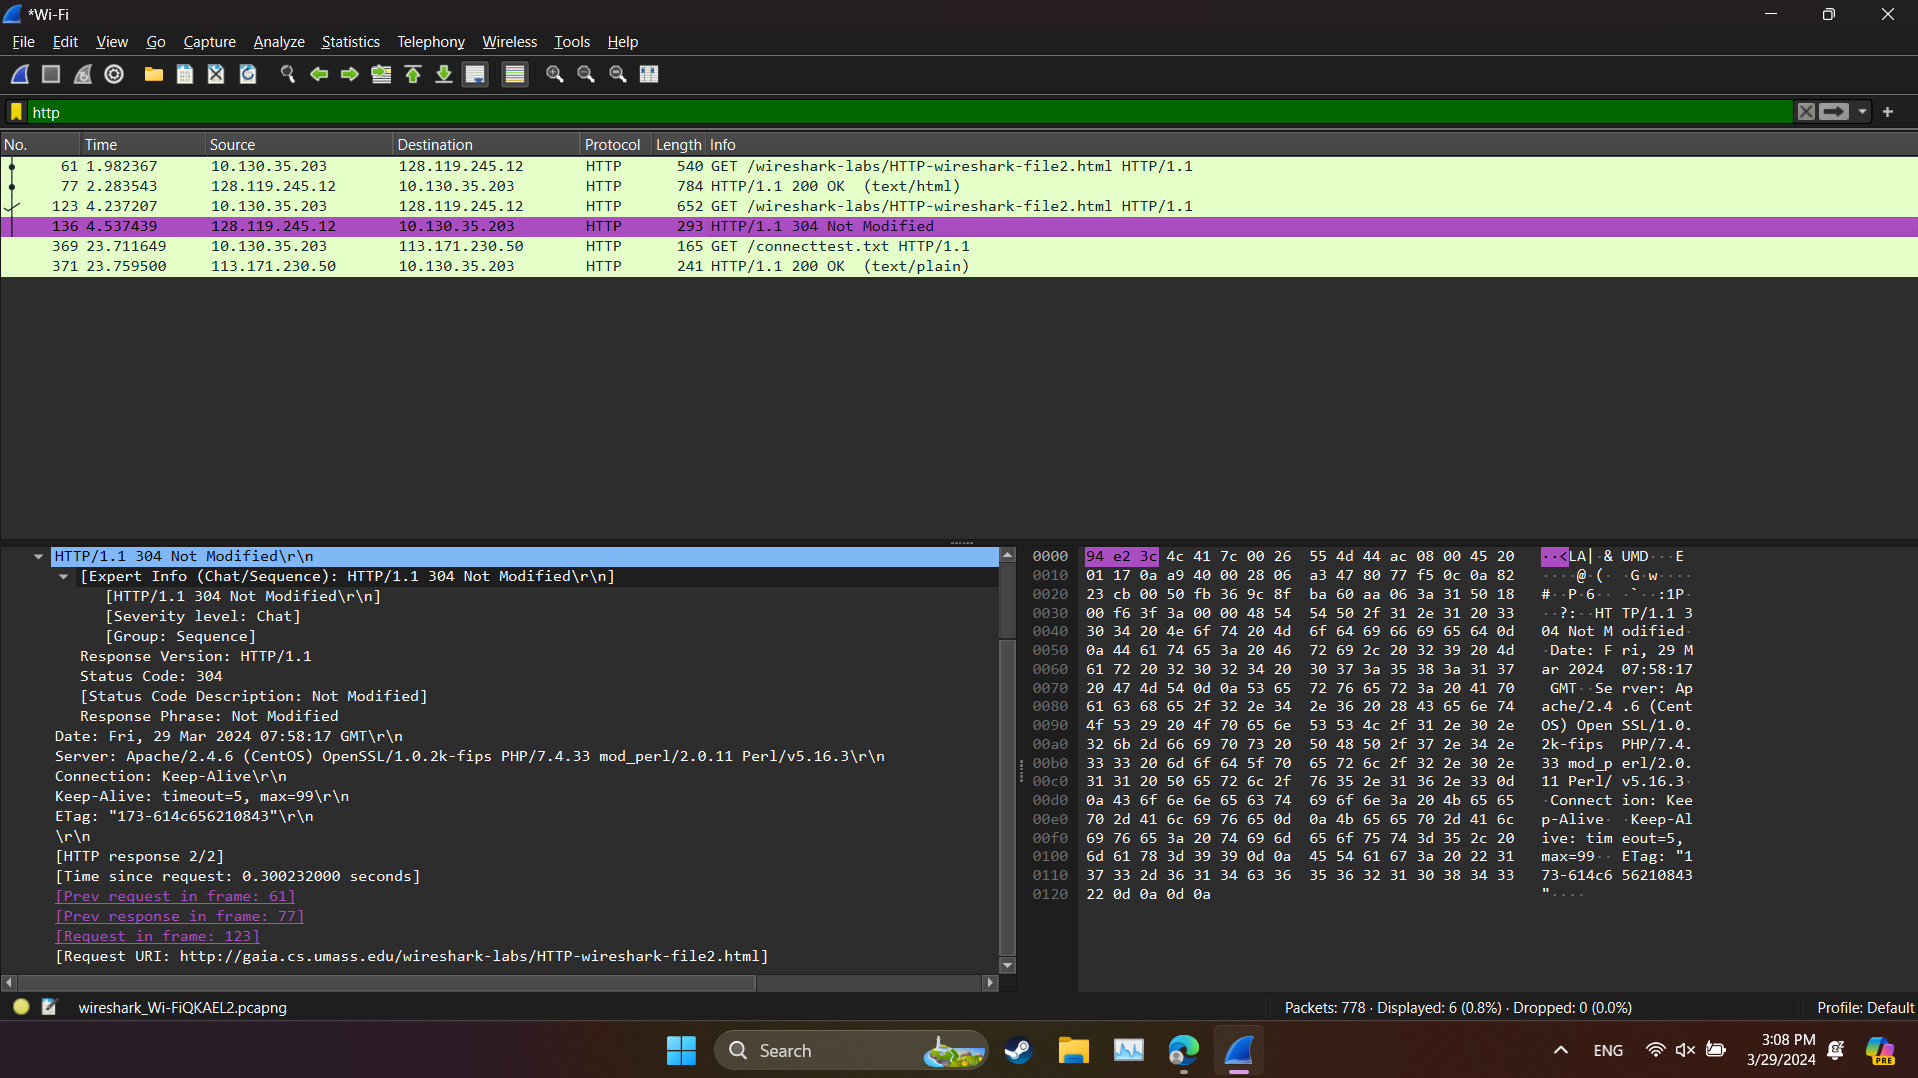 *Wi-Fi
File Edit View Go Capture Analyze Statistics Telephony Wireless Tools Help
http
No. Time Source Destination Protocol Length Info
61 1.982367 10.130.35.203 128.119.245.12 HTTP 540 GET /wireshark-labs/HTTP-wireshark-file2.html HTTP/1.1
77 2.283543 128.119.245.12 10.130.35.203 HTTP 784 HTTP/1.1 200 OK (text/html)
123 4.237207 10.130.35.203 128.119.245.12 HTTP 652 GET /wireshark-labs/HTTP-wireshark-file2.html HTTP/1.1
136 4.537439 128.119.245.12 10.130.35.203 HTTP 293 HTTP/1.1 304 Not Modified
369 23.711649 10.130.35.203 113.171.230.50 HTTP 165 GET /connecttest.txt HTTP/1.1
371 23.759500 113.171.230.50 10.130.35.203 HTTP 241 HTTP/1.1 200 OK (text/plain)
HTTP/1.1 304 Not Modified\r\n
[Expert Info (Chat/Sequence): HTTP/1.1 304 Not Modified\r\n]
[HTTP/1.1 304 Not Modified\r\n]
[Severity level: Chat]
[Group: Sequence]
Response Version: HTTP/1.1
Status Code: 304
[Status Code Description: Not Modified]
Response Phrase: Not Modified
Date: Fri, 29 Mar 2024 07:58:17 GMT\r\n
Server: Apache/2.4.6 (CentOS) OpenSSL/1.0.2k-fips PHP/7.4.33 mod_perl/2.0.11 Perl/v5.16.3\r\n
Connection: Keep-Alive\r\n
Keep-Alive: timeout=5, max=99\r\n
ETag: "173-614c656210843"\r\n
\r\n
[HTTP response 2/2]
[Time since request: 0.300232000 seconds]
[Prev request in frame: 61]
[Prev response in frame: 77]
[Request in frame: 123]
[Request URI: http://gaia.cs.umass.edu/wireshark-labs/HTTP-wireshark-file2.html]
0000 94 e2 3c 4c 41 7c 00 26 55 4d 44 ac 08 00 45 20 ··<LA|·& UMD···E
0010 01 17 0a a9 40 00 28 06 a3 47 80 77 f5 0c 0a 82 ····@·(· ·G·w····
0020 23 cb 00 50 fb 36 9c 8f ba 60 aa 06 3a 31 50 18 #··P·6·· ·`··:1P·
0030 00 f6 3f 3a 00 00 48 54 54 50 2f 31 2e 31 20 33 ··?:··HT TP/1.1 3
0040 30 34 20 4e 6f 74 20 4d 6f 64 69 66 69 65 64 0d 04 Not M odified·
0050 0a 44 61 74 65 3a 20 46 72 69 2c 20 32 39 20 4d ·Date: F ri, 29 M
0060 61 72 20 32 30 32 34 20 30 37 3a 35 38 3a 31 37 ar 2024 07:58:17
0070 20 47 4d 54 0d 0a 53 65 72 76 65 72 3a 20 41 70 GMT··Se rver: Ap
0080 61 63 68 65 2f 32 2e 34 2e 36 20 28 43 65 6e 74 ache/2.4 .6 (Cent
0090 4f 53 29 20 4f 70 65 6e 53 53 4c 2f 31 2e 30 2e OS) Open SSL/1.0.
00a0 32 6b 2d 66 69 70 73 20 50 48 50 2f 37 2e 34 2e 2k-fips PHP/7.4.
00b0 33 33 20 6d 6f 64 5f 70 65 72 6c 2f 32 2e 30 2e 33 mod_p erl/2.0.
00c0 31 31 20 50 65 72 6c 2f 76 35 2e 31 36 2e 33 0d 11 Perl/ v5.16.3·
00d0 0a 43 6f 6e 6e 65 63 74 69 6f 6e 3a 20 4b 65 65 ·Connect ion: Kee
00e0 70 2d 41 6c 69 76 65 0d 0a 4b 65 65 70 2d 41 6c p-Alive· ·Keep-Al
00f0 69 76 65 3a 20 74 69 6d 65 6f 75 74 3d 35 2c 20 ive: tim eout=5,
0100 6d 61 78 3d 39 39 0d 0a 45 54 61 67 3a 20 22 31 max=99·· ETag: "1
0110 37 33 2d 36 31 34 63 36 35 36 32 31 30 38 34 33 73-614c6 56210843
0120 22 0d 0a 0d 0a "····
wireshark_Wi-FiQKAEL2.pcapng
Packets: 778 · Displayed: 6 (0.8%) · Dropped: 0 (0.0%)
Profile: Default
Search
ENG
3:08 PM
3/29/2024
PRE